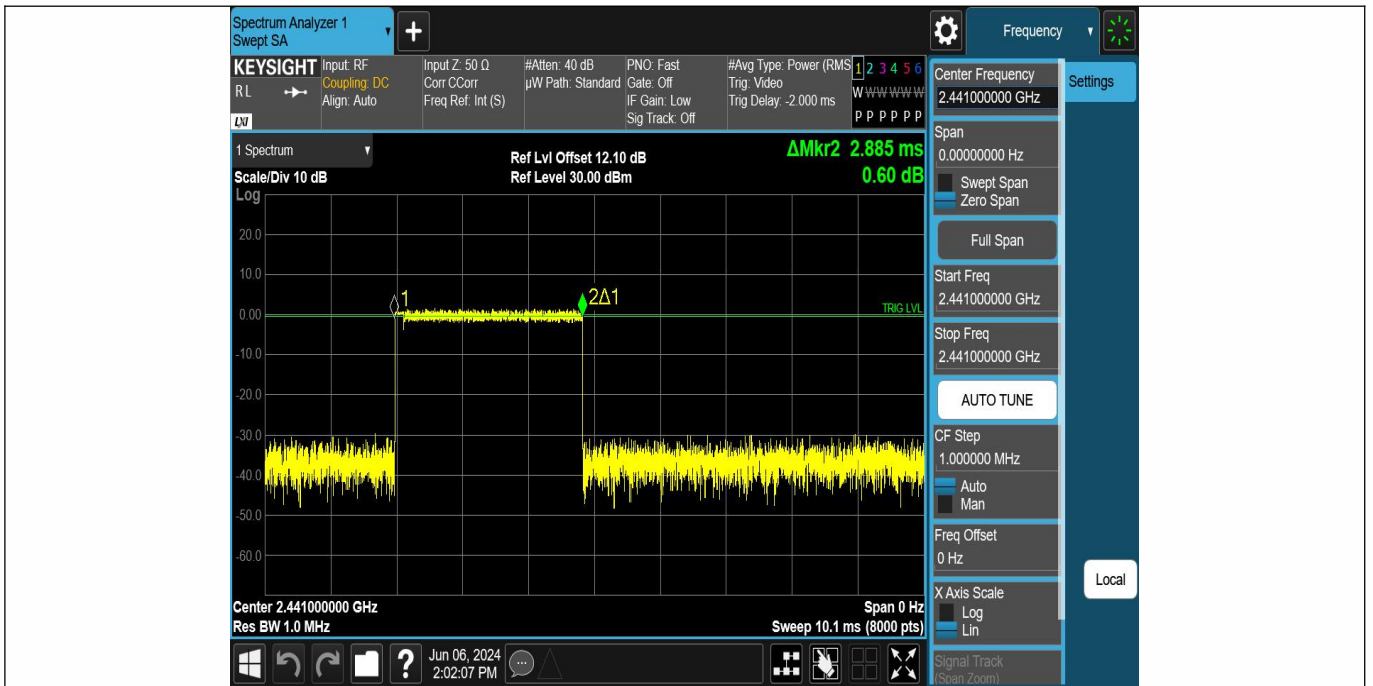 Spectrum Analyzer 1
Swept SA
Frequency
KEYSIGHT
RL
LXI
Input: RF
Coupling: DC
Align: Auto
Input Z: 50 Ω
Corr CCorr
Freq Ref: Int (S)
#Atten: 40 dB
µW Path: Standard
PNO: Fast
Gate: Off
IF Gain: Low
Sig Track: Off
#Avg Type: Power (RMS
Trig: Video
Trig Delay: -2.000 ms
1 2 3 4 5 6
W W W W W W
P P P P P P
1 Spectrum
Scale/Div 10 dB
Ref Lvl Offset 12.10 dB
Ref Level 30.00 dBm
ΔMkr2 2.885 ms
0.60 dB
Log
20.0
10.0
0.00
-10.0
-20.0
-30.0
-40.0
-50.0
-60.0
1
2Δ1
TRIG LVL
Center 2.441000000 GHz
Res BW 1.0 MHz
Span 0 Hz
Sweep 10.1 ms (8000 pts)
Center Frequency
2.441000000 GHz
Settings
Span
0.00000000 Hz
Swept Span
Zero Span
Full Span
Start Freq
2.441000000 GHz
Stop Freq
2.441000000 GHz
AUTO TUNE
CF Step
1.000000 MHz
Auto
Man
Freq Offset
0 Hz
X Axis Scale
Log
Lin
Local
Signal Track
(Span Zoom)
?
Jun 06, 2024
2:02:07 PM